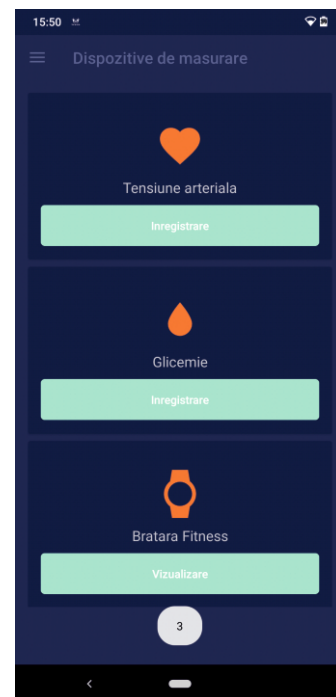 15:50
Dispozitive de masurare
Tensiune arteriala
Inregistrare
Glicemie
Inregistrare
Bratara Fitness
Vizualizare
3